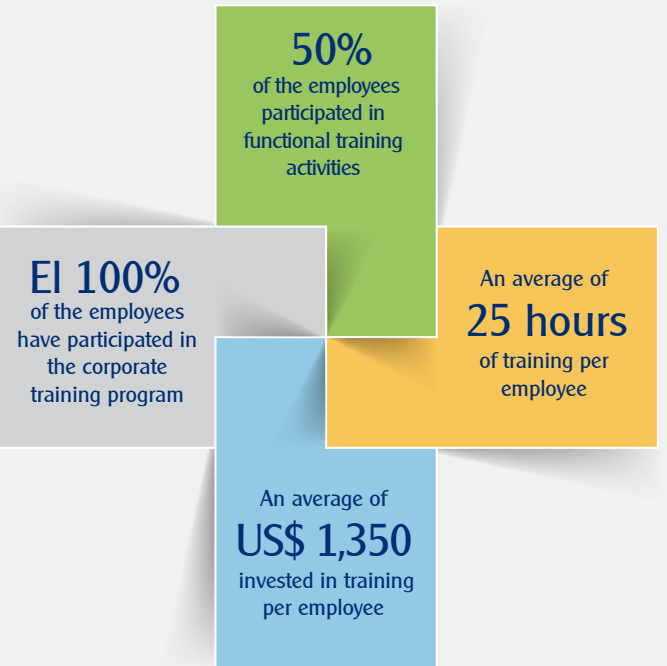 50%
of the employees
participated in
functional training
activities
EI 100%
of the employees
have participated in
the corporate
training program
An average of
25 hours
of training per
employee
An average of
US$ 1,350
invested in training
per employee